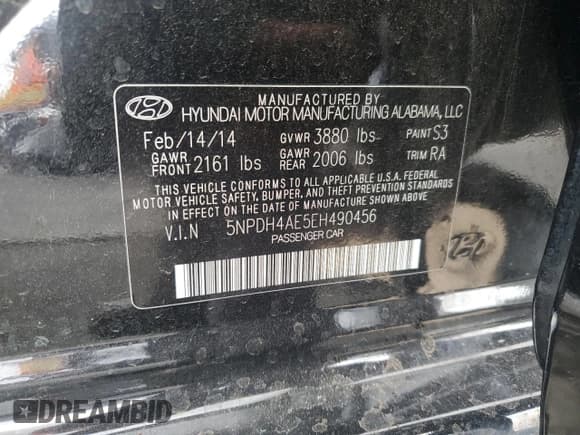 MANUFACTURED BY
HYUNDAI MOTOR MANUFACTURING ALABAMA, LLC
Feb/14/14 GVWR 3880 lbs PAINT S3
GAWR FRONT 2161 lbs GAWR REAR 2006 lbs TRIM RA
THIS VEHICLE CONFORMS TO ALL APPLICABLE U.S.A. FEDERAL
MOTOR VEHICLE SAFETY, BUMPER, AND THEFT PREVENTION STANDARDS
IN EFFECT ON THE DATE OF MANUFACTURE SHOWN ABOVE.
V.I.N 5NPDH4AE5EH490456
PASSENGER CAR
DREAMBID